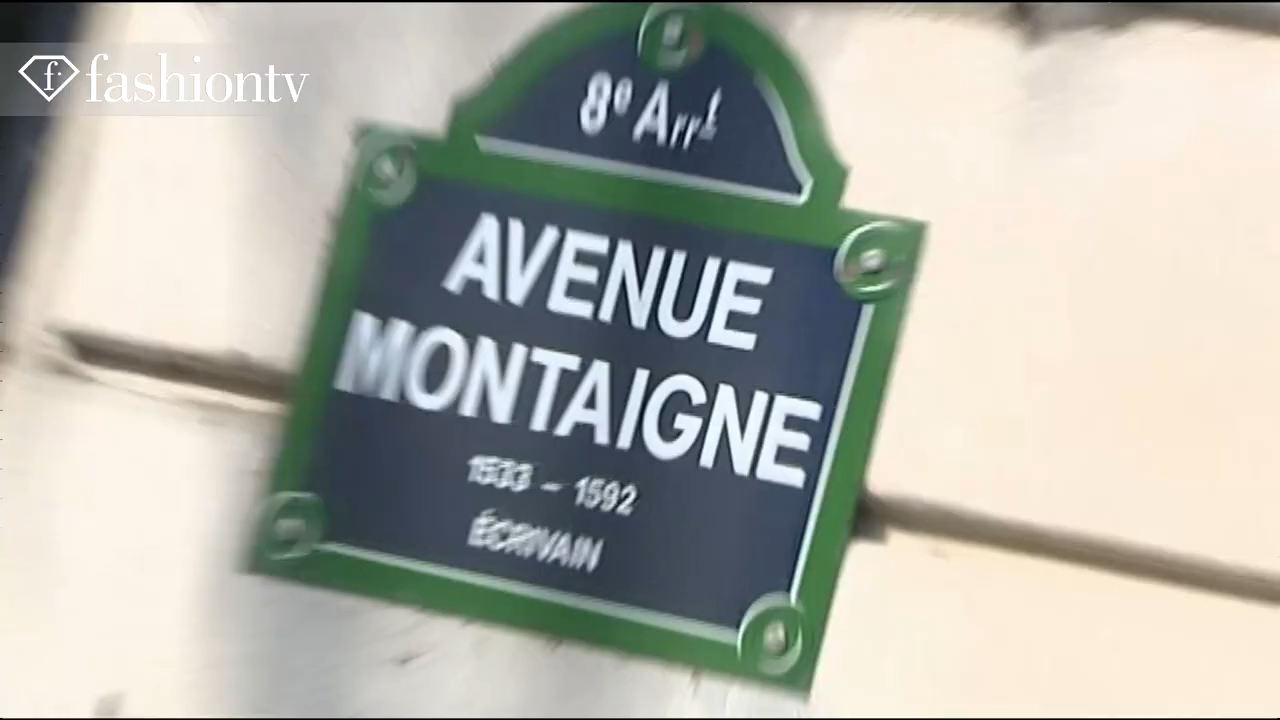 fashiontv
8e Arrt
AVENUE
MONTAIGNE
1533 - 1592
ÉCRIVAIN